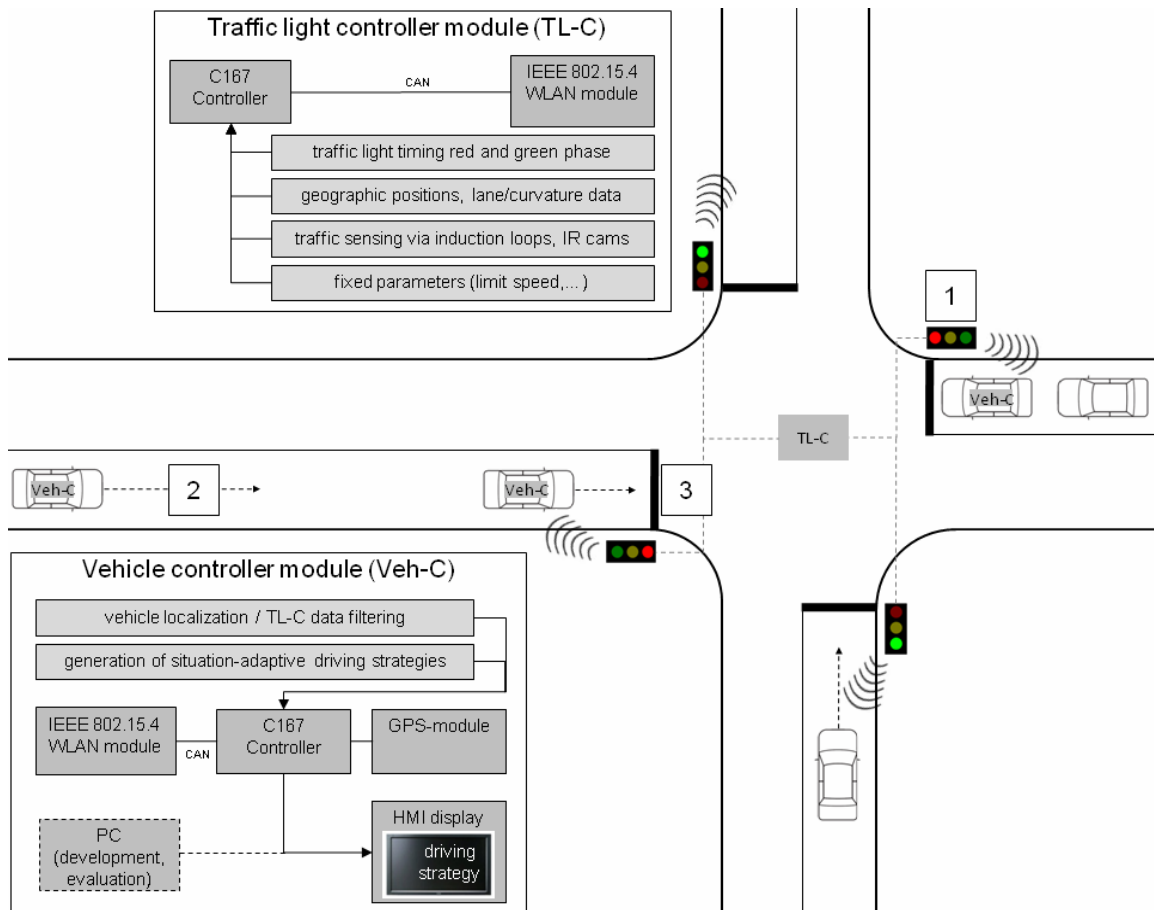 Traffic light controller module (TL-C)
C167
Controller
CAN
IEEE 802.15.4
WLAN module
traffic light timing red and green phase
geographic positions, lane/curvature data
traffic sensing via induction loops, IR cams
fixed parameters (limit speed,... )
1
Veh-C
TL-C
Veh-C
2
Veh-C
3
Vehicle controller module (Veh-C)
vehicle localization / TL-C data filtering
generation of situation-adaptive driving strategies
IEEE 802.15.4
WLAN module
CAN
C167
Controller
GPS-module
PC
(development,
evaluation)
HMI display
driving
strategy